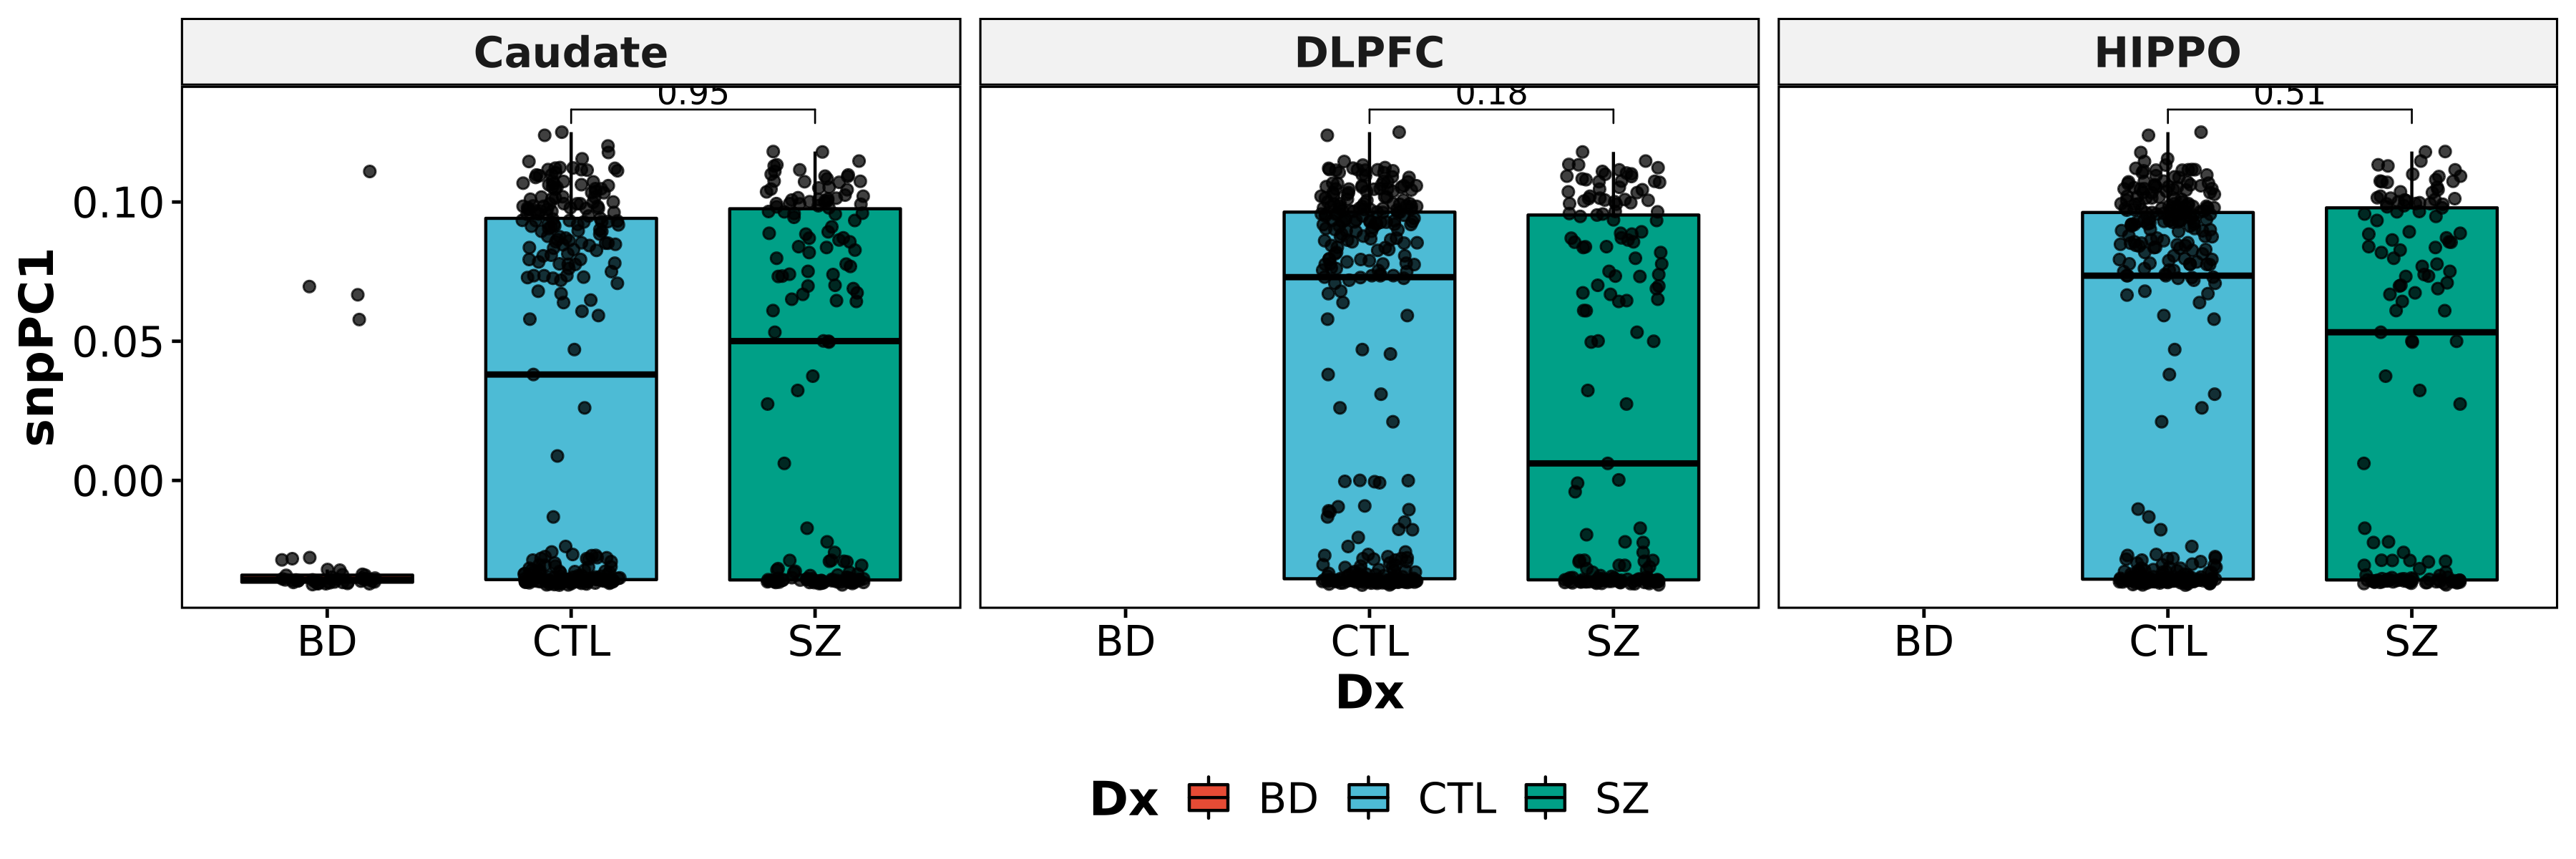 Caudate DLPFC HIPPO
0.95 0.18 0.51
snpPC1
0.10
0.05
0.00
BD CTL SZ BD CTL SZ BD CTL SZ
Dx
Dx BD CTL SZ